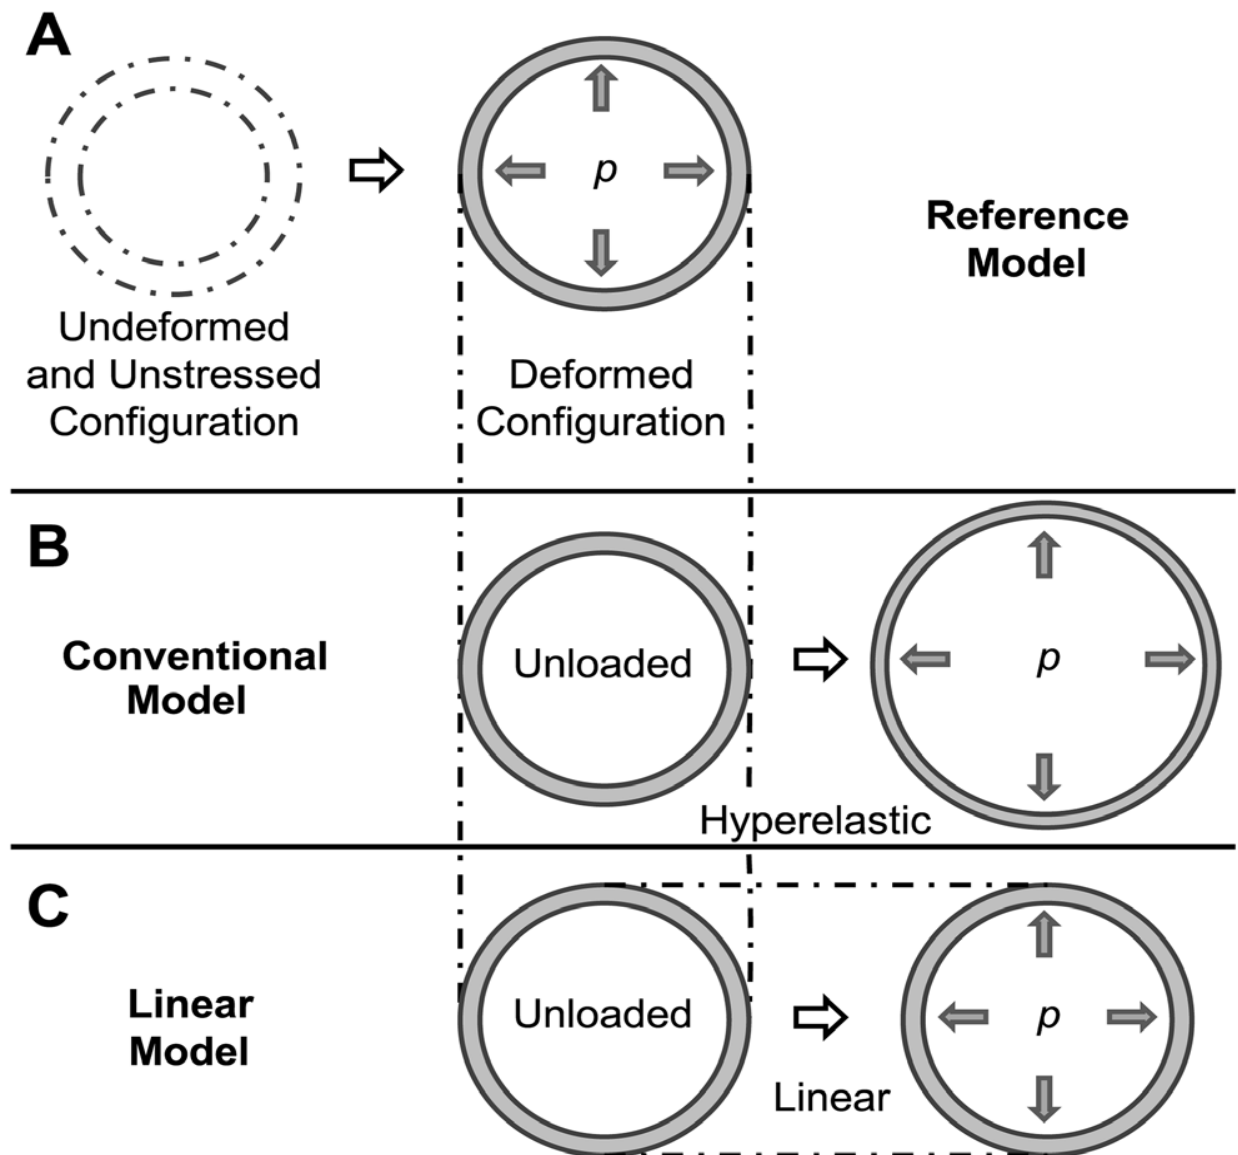 A
p
Reference
Model
Undeformed
and Unstressed
Configuration
Deformed
Configuration
B
Conventional
Model
Unloaded
p
Hyperelastic
C
Linear
Model
Unloaded
p
Linear